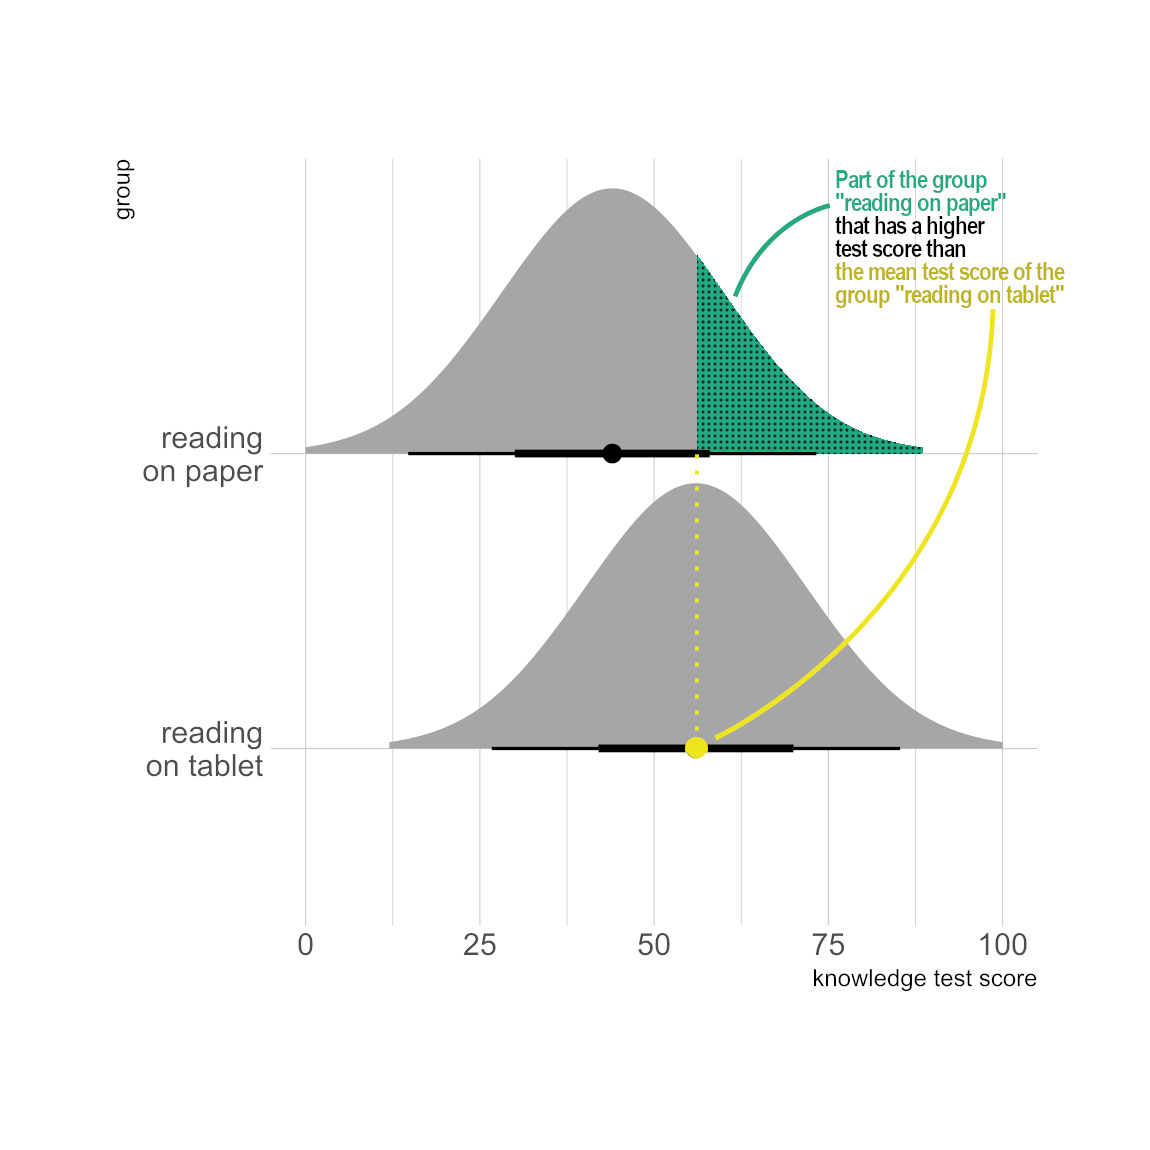 group
Part of the group
"reading on paper"
that has a higher
test score than
the mean test score of the
group "reading on tablet"
reading
on paper
reading
on tablet
0 25 50 75 100
knowledge test score